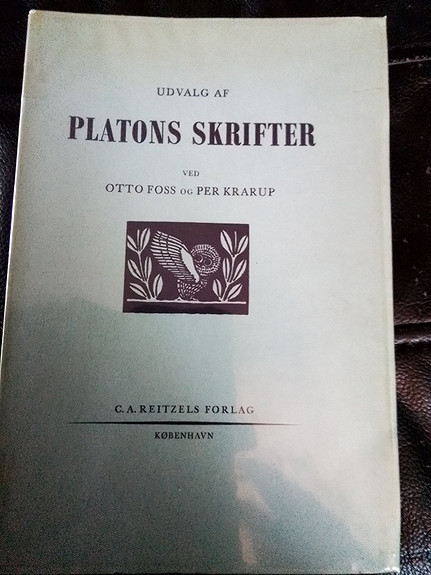 UDVALG AF
PLATONS SKRIFTER
VED
OTTO FOSS OG PER KRARUP
C. A. REITZELS FORLAG
KØBENHAVN